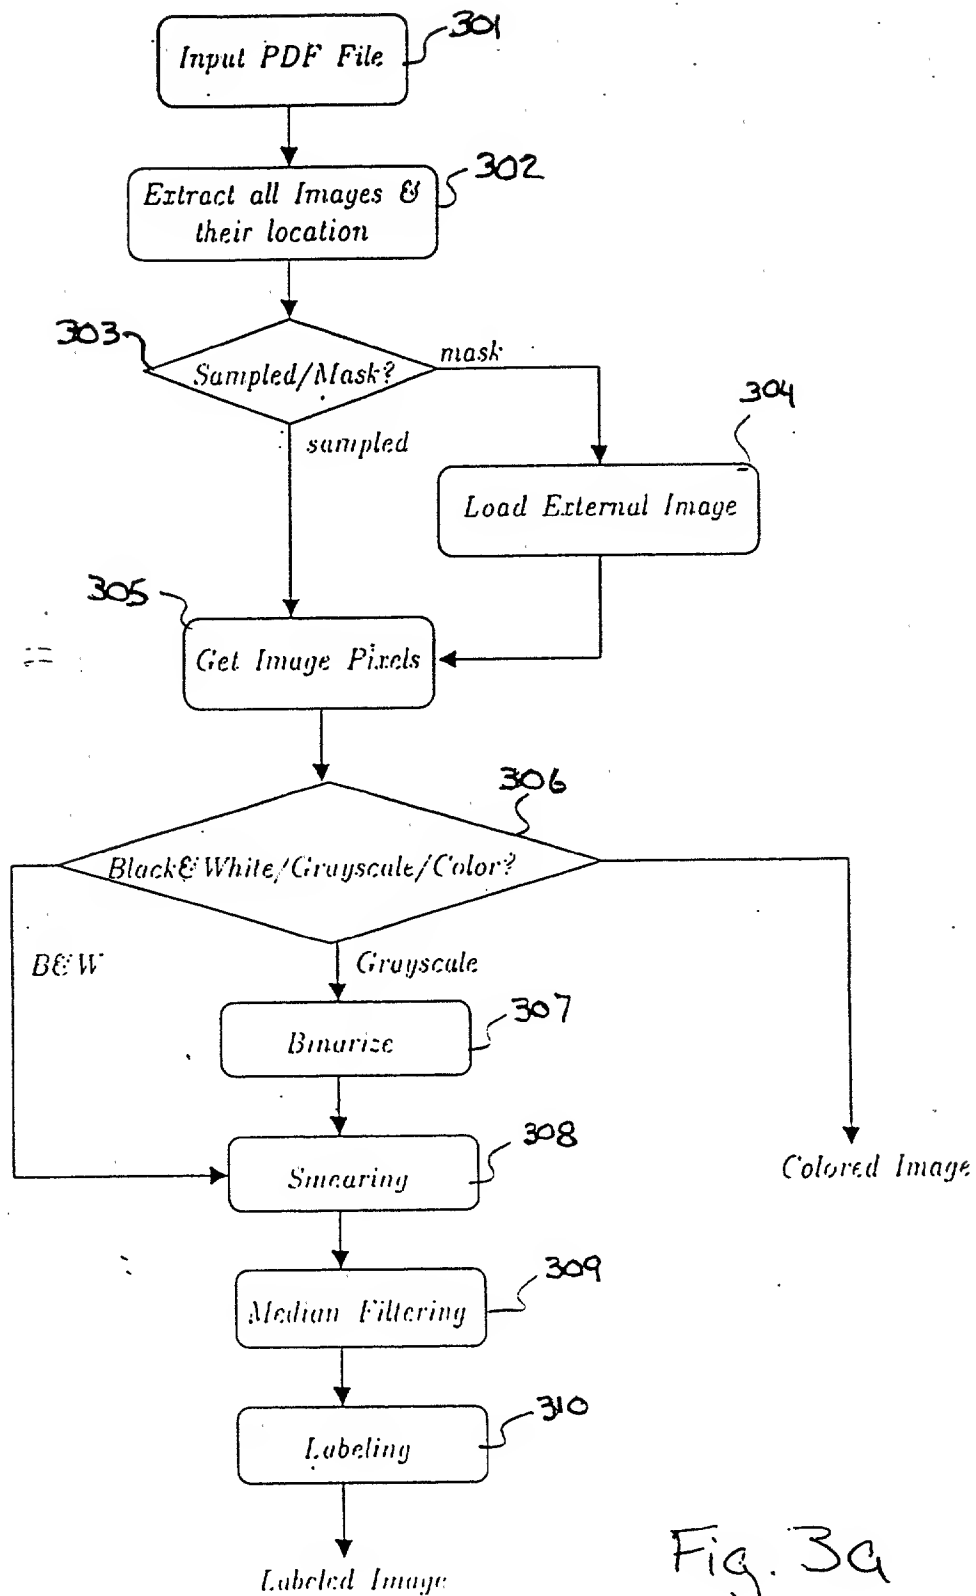 301
Input PDF File
302
Extract all Images &
their location
303
Sampled/Mask?
mask
304
sampled
Load External Image
305
Get Image Pixels
306
Black&White/Grayscale/Color?
B&W
Grayscale
307
Binarize
308
Smearing
Colored Image
309
Median Filtering
310
Labeling
Labeled Image
Fig. 3a